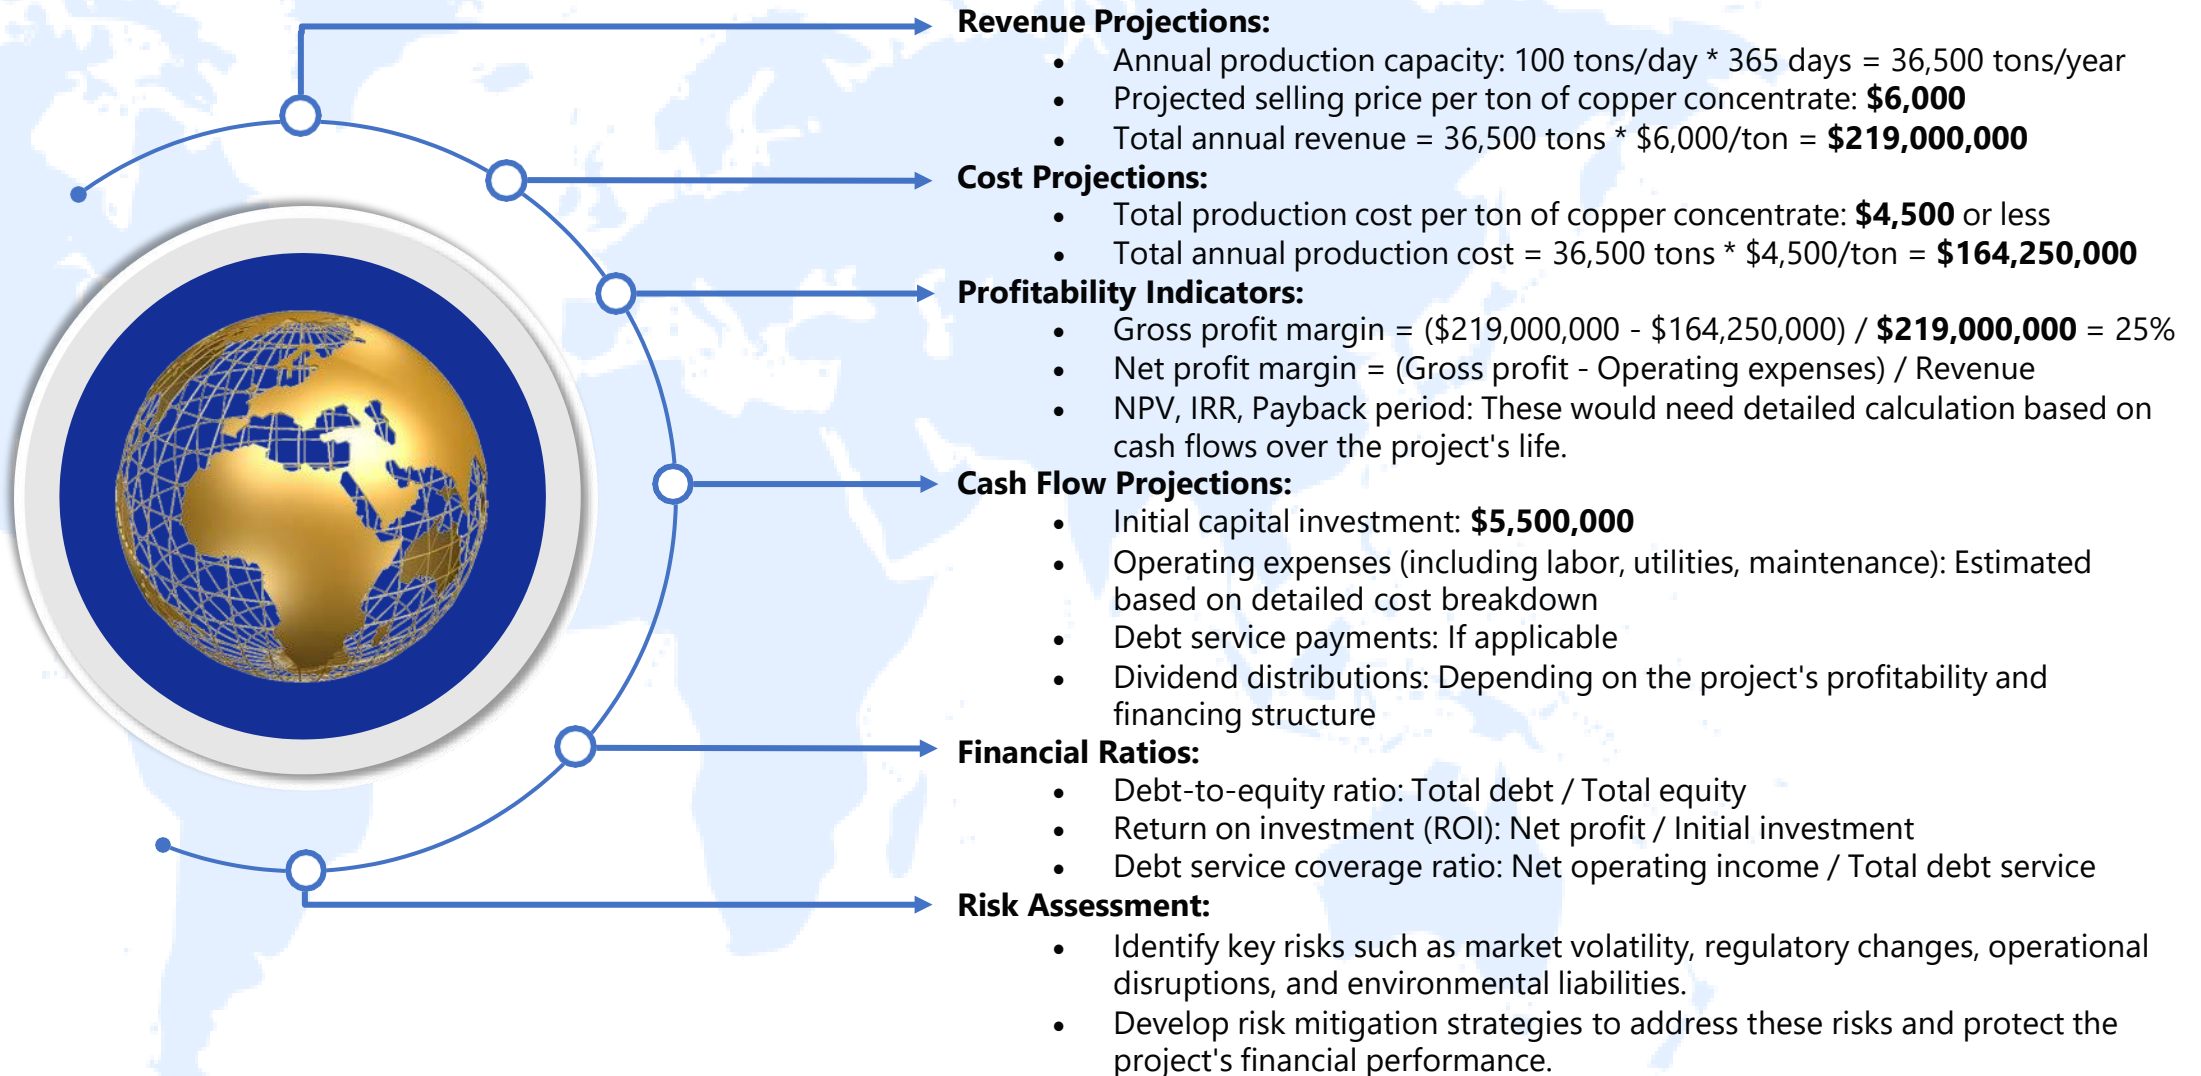 Revenue Projections:
• Annual production capacity: 100 tons/day * 365 days = 36,500 tons/year
• Projected selling price per ton of copper concentrate: $6,000
• Total annual revenue = 36,500 tons * $6,000/ton = $219,000,000
Cost Projections:
• Total production cost per ton of copper concentrate: $4,500 or less
• Total annual production cost = 36,500 tons * $4,500/ton = $164,250,000
Profitability Indicators:
• Gross profit margin = ($219,000,000 - $164,250,000) / $219,000,000 = 25%
• Net profit margin = (Gross profit - Operating expenses) / Revenue
• NPV, IRR, Payback period: These would need detailed calculation based on
cash flows over the project's life.
Cash Flow Projections:
• Initial capital investment: $5,500,000
• Operating expenses (including labor, utilities, maintenance): Estimated
based on detailed cost breakdown
• Debt service payments: If applicable
• Dividend distributions: Depending on the project's profitability and
financing structure
Financial Ratios:
• Debt-to-equity ratio: Total debt / Total equity
• Return on investment (ROI): Net profit / Initial investment
• Debt service coverage ratio: Net operating income / Total debt service
Risk Assessment:
• Identify key risks such as market volatility, regulatory changes, operational
disruptions, and environmental liabilities.
• Develop risk mitigation strategies to address these risks and protect the
project's financial performance.